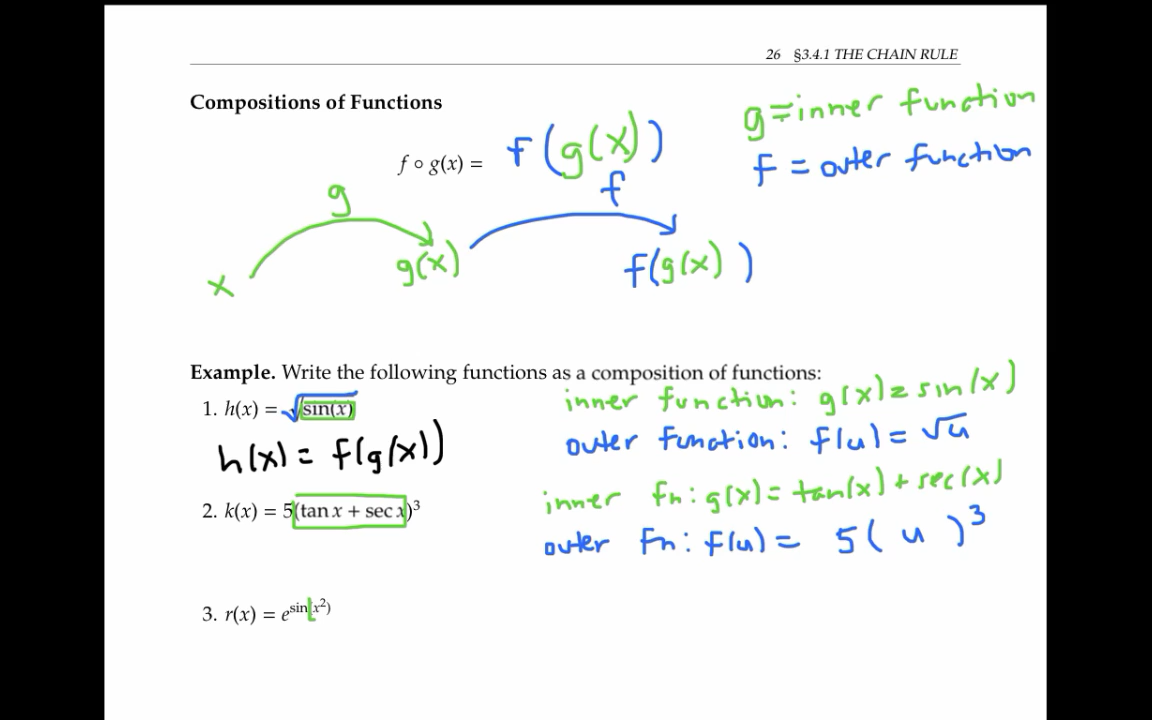 26 §3.4.1 THE CHAIN RULE
Compositions of Functions
g = inner function
f = outer function
f ∘ g(x) = f(g(x))
g
f
x
g(x)
f(g(x))
Example. Write the following functions as a composition of functions:
1. h(x) = √sin(x)
inner function: g(x) = sin(x)
outer function: f(u) = √u
h(x) = f(g(x))
2. k(x) = 5(tan x + sec x)³
inner fn: g(x) = tan(x) + sec(x)
outer fn: f(u) = 5(u)³
3. r(x) = e^sin(x²)